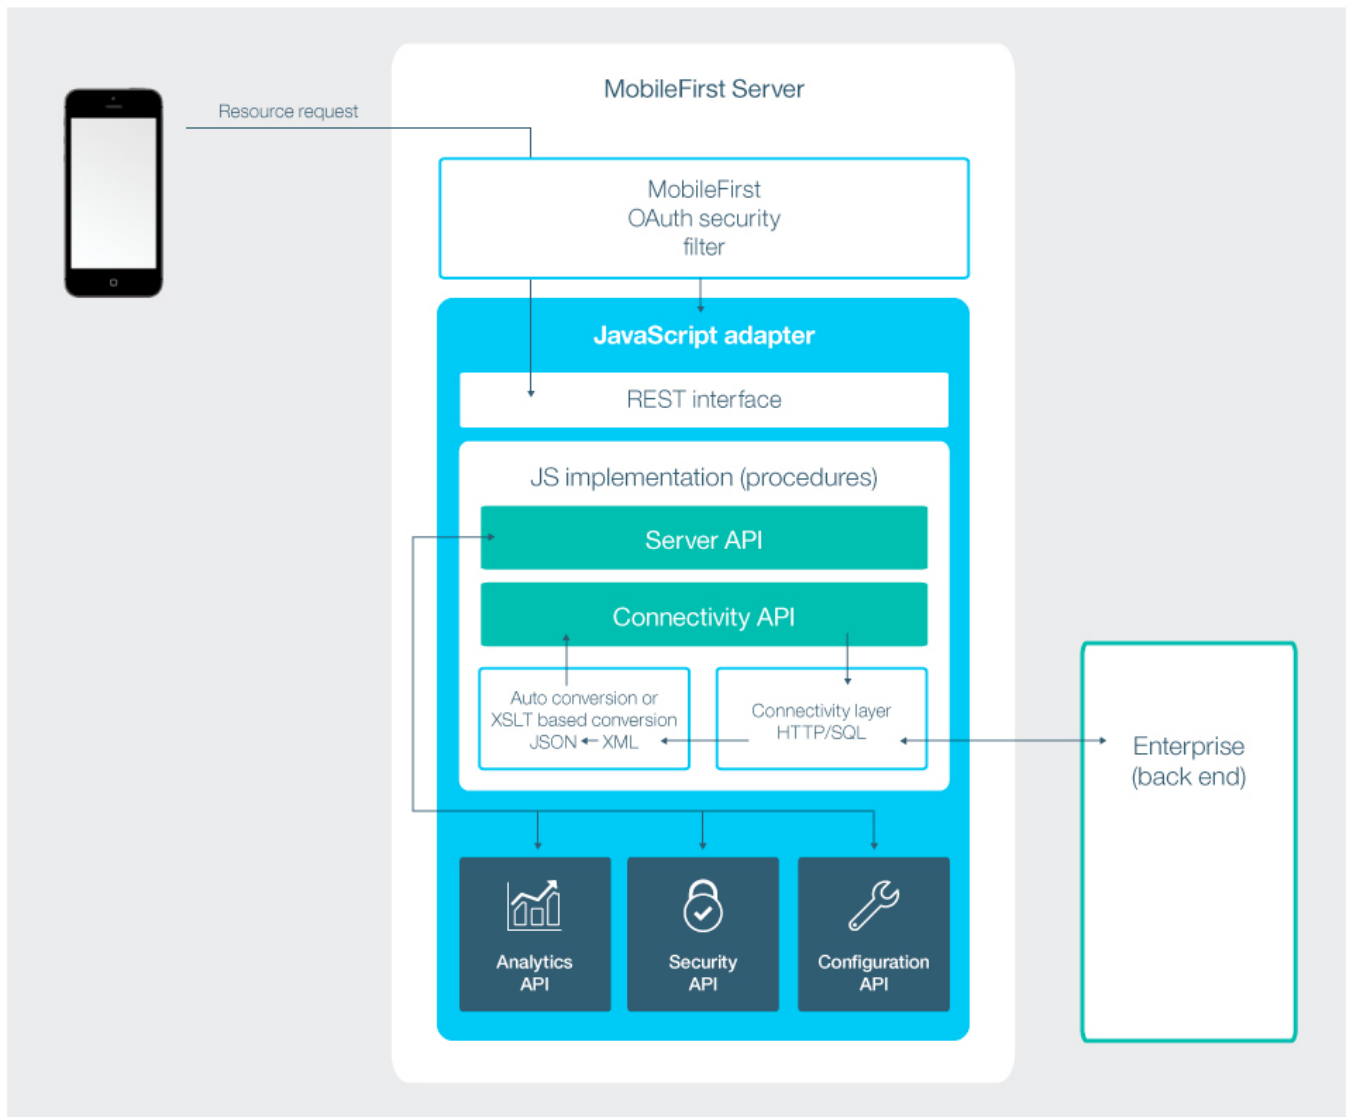 MobileFirst Server
Resource request
MobileFirst
OAuth security
filter
JavaScript adapter
REST interface
JS implementation (procedures)
Server API
Connectivity API
Auto conversion or
XSLT based conversion
JSON ← XML
Connectivity layer
HTTP/SQL
Enterprise
(back end)
Analytics
API
Security
API
Configuration
API